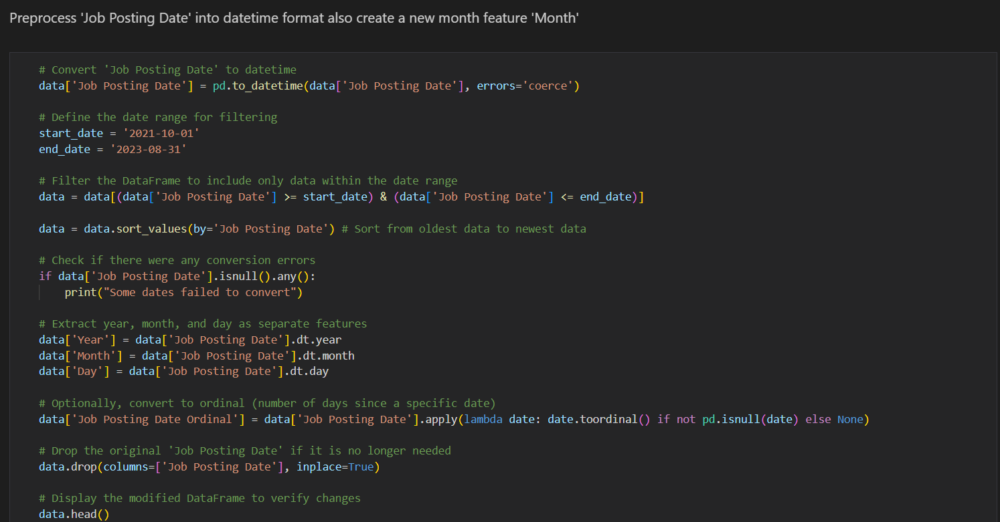 Preprocess 'Job Posting Date' into datetime format also create a new month feature 'Month'
# Convert 'Job Posting Date' to datetime
data['Job Posting Date'] = pd.to_datetime(data['Job Posting Date'], errors='coerce')
# Define the date range for filtering
start_date = '2021-10-01'
end_date = '2023-08-31'
# Filter the DataFrame to include only data within the date range
data = data[(data['Job Posting Date'] >= start_date) & (data['Job Posting Date'] <= end_date)]
data = data.sort_values(by='Job Posting Date') # Sort from oldest data to newest data
# Check if there were any conversion errors
if data['Job Posting Date'].isnull().any():
    print("Some dates failed to convert")
# Extract year, month, and day as separate features
data['Year'] = data['Job Posting Date'].dt.year
data['Month'] = data['Job Posting Date'].dt.month
data['Day'] = data['Job Posting Date'].dt.day
# Optionally, convert to ordinal (number of days since a specific date)
data['Job Posting Date Ordinal'] = data['Job Posting Date'].apply(lambda date: date.toordinal() if not pd.isnull(date) else None)
# Drop the original 'Job Posting Date' if it is no longer needed
data.drop(columns=['Job Posting Date'], inplace=True)
# Display the modified DataFrame to verify changes
data.head()